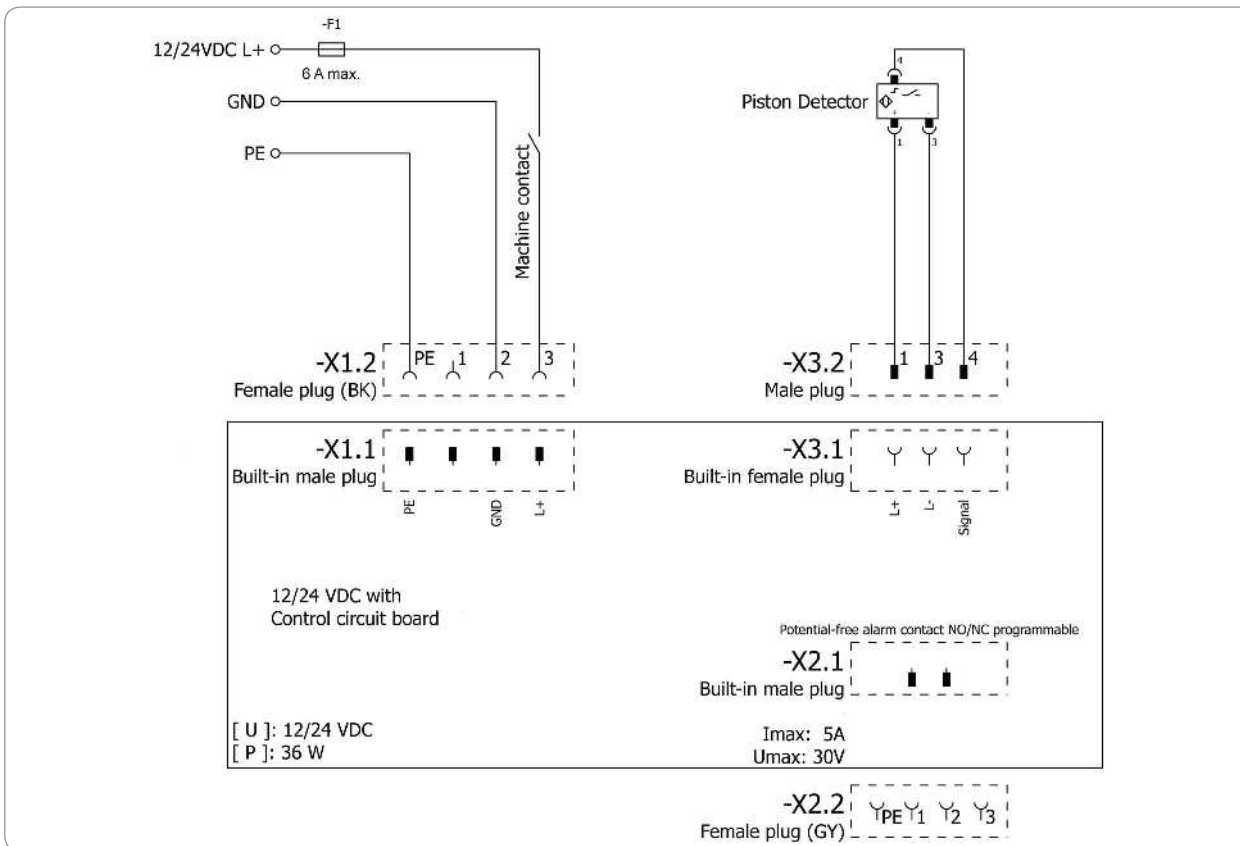 -F1
12/24VDC L+
6 A max.
GND
PE
Machine contact
4
Piston Detector
+ -
1 3
-X1.2 PE 1 2 3
Female plug (BK)
-X3.2 1 3 4
Male plug
-X1.1
Built-in male plug
PE GND L+
-X3.1
Built-in female plug
L+ L- Signal
12/24 VDC with
Control circuit board
Potential-free alarm contact NO/NC programmable
-X2.1
Built-in male plug
[ U ]: 12/24 VDC
[ P ]: 36 W
Imax: 5A
Umax: 30V
-X2.2 PE 1 2 3
Female plug (GY)